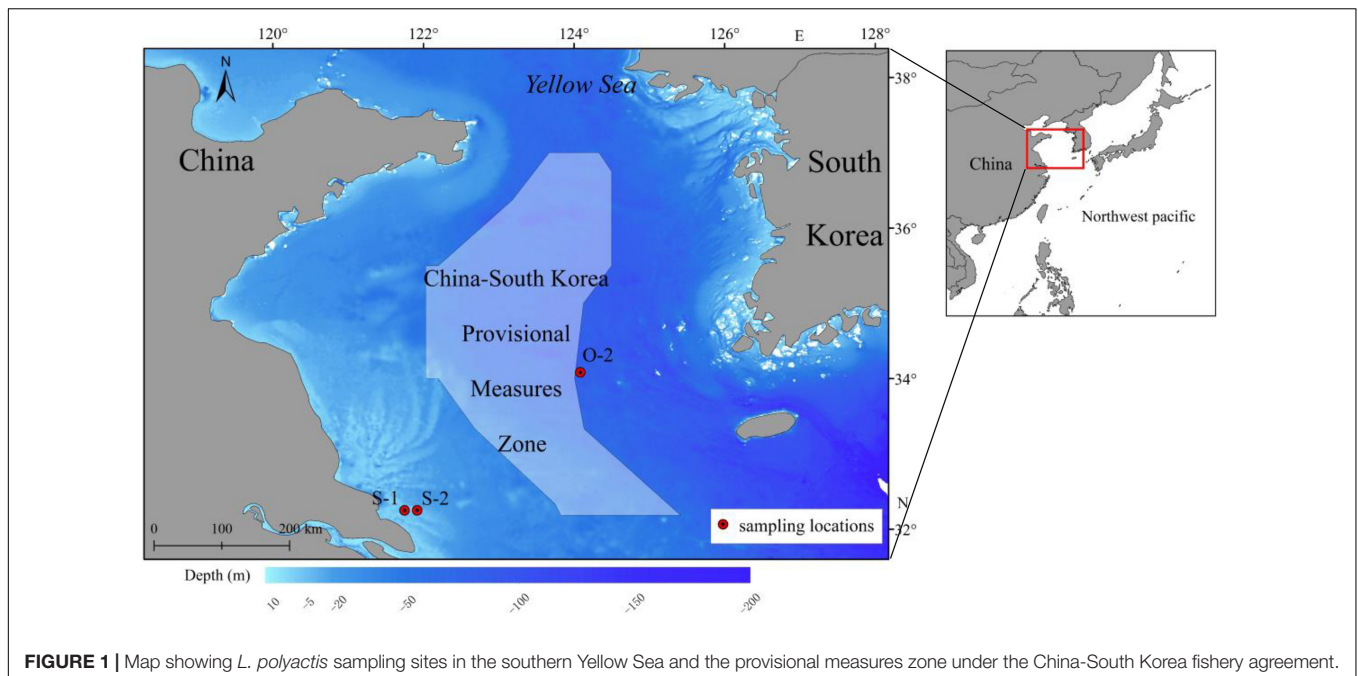 120° 122° 124° 126° E 128°
N
Yellow Sea
38°
China
South
Korea
36°
China-South Korea
Provisional
Measures
Zone
O-2
34°
S-1 S-2
N
32°
0 100 200 km
sampling locations
Depth (m)
10 -5 -20 -50 -100 -150 -200
China
Northwest pacific
FIGURE 1 | Map showing L. polyactis sampling sites in the southern Yellow Sea and the provisional measures zone under the China-South Korea fishery agreement.